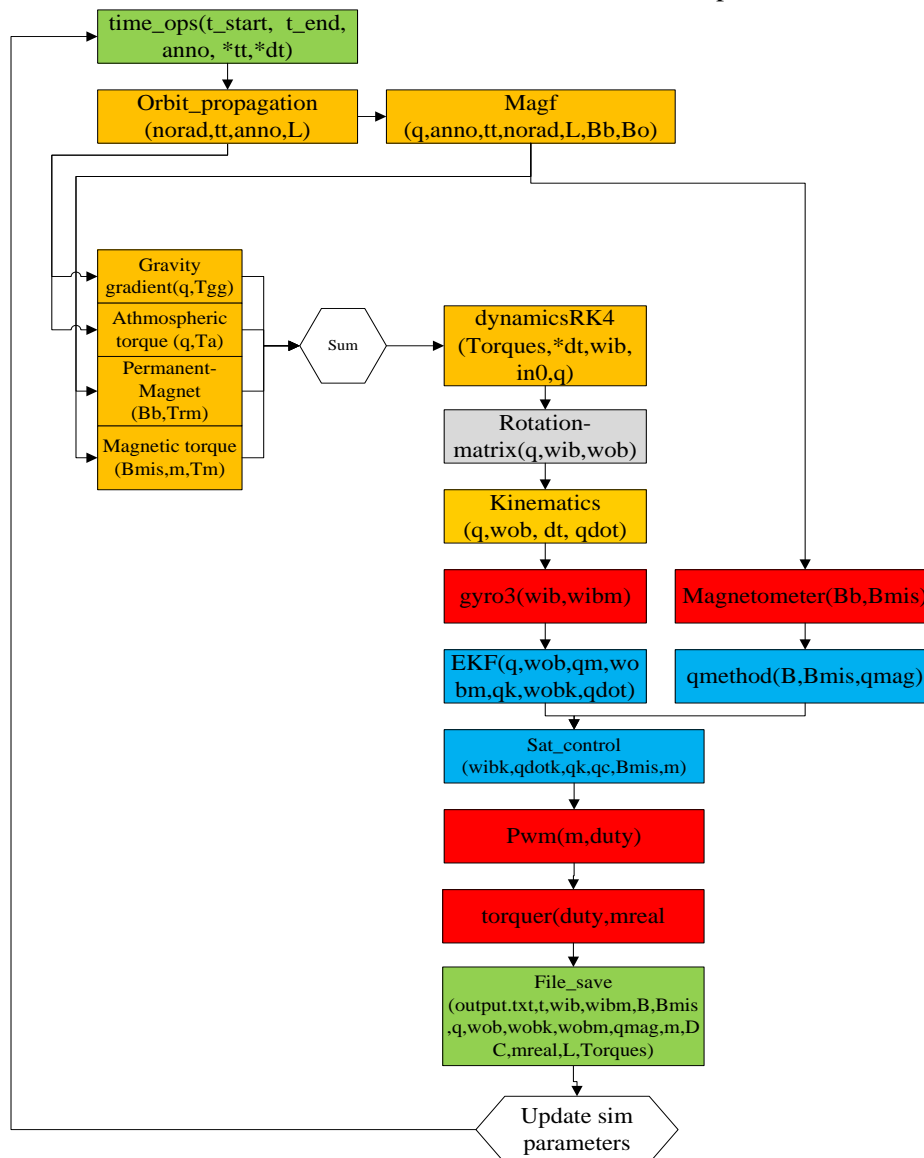 time_ops(t_start, t_end,
anno, *tt,*dt)
Orbit_propagation
(norad,tt,anno,L)
Magf
(q,anno,tt,norad,L,Bb,Bo)
Gravity
gradient(q,Tgg)
Athmospheric
torque (q,Ta)
Permanent-
Magnet
(Bb,Trm)
Magnetic torque
(Bmis,m,Tm)
Sum
dynamicsRK4
(Torques,*dt,wib,
in0,q)
Rotation-
matrix(q,wib,wob)
Kinematics
(q,wob, dt, qdot)
gyro3(wib,wibm)
Magnetometer(Bb,Bmis)
EKF(q,wob,qm,wo
bm,qk,wobk,qdot)
qmethod(B,Bmis,qmag)
Sat_control
(wibk,qdotk,qk,qc,Bmis,m)
Pwm(m,duty)
torquer(duty,mreal
File_save
(output.txt,t,wib,wibm,B,Bmis
,q,wob,wobk,wobm,qmag,m,D
C,mreal,L,Torques)
Update sim
parameters